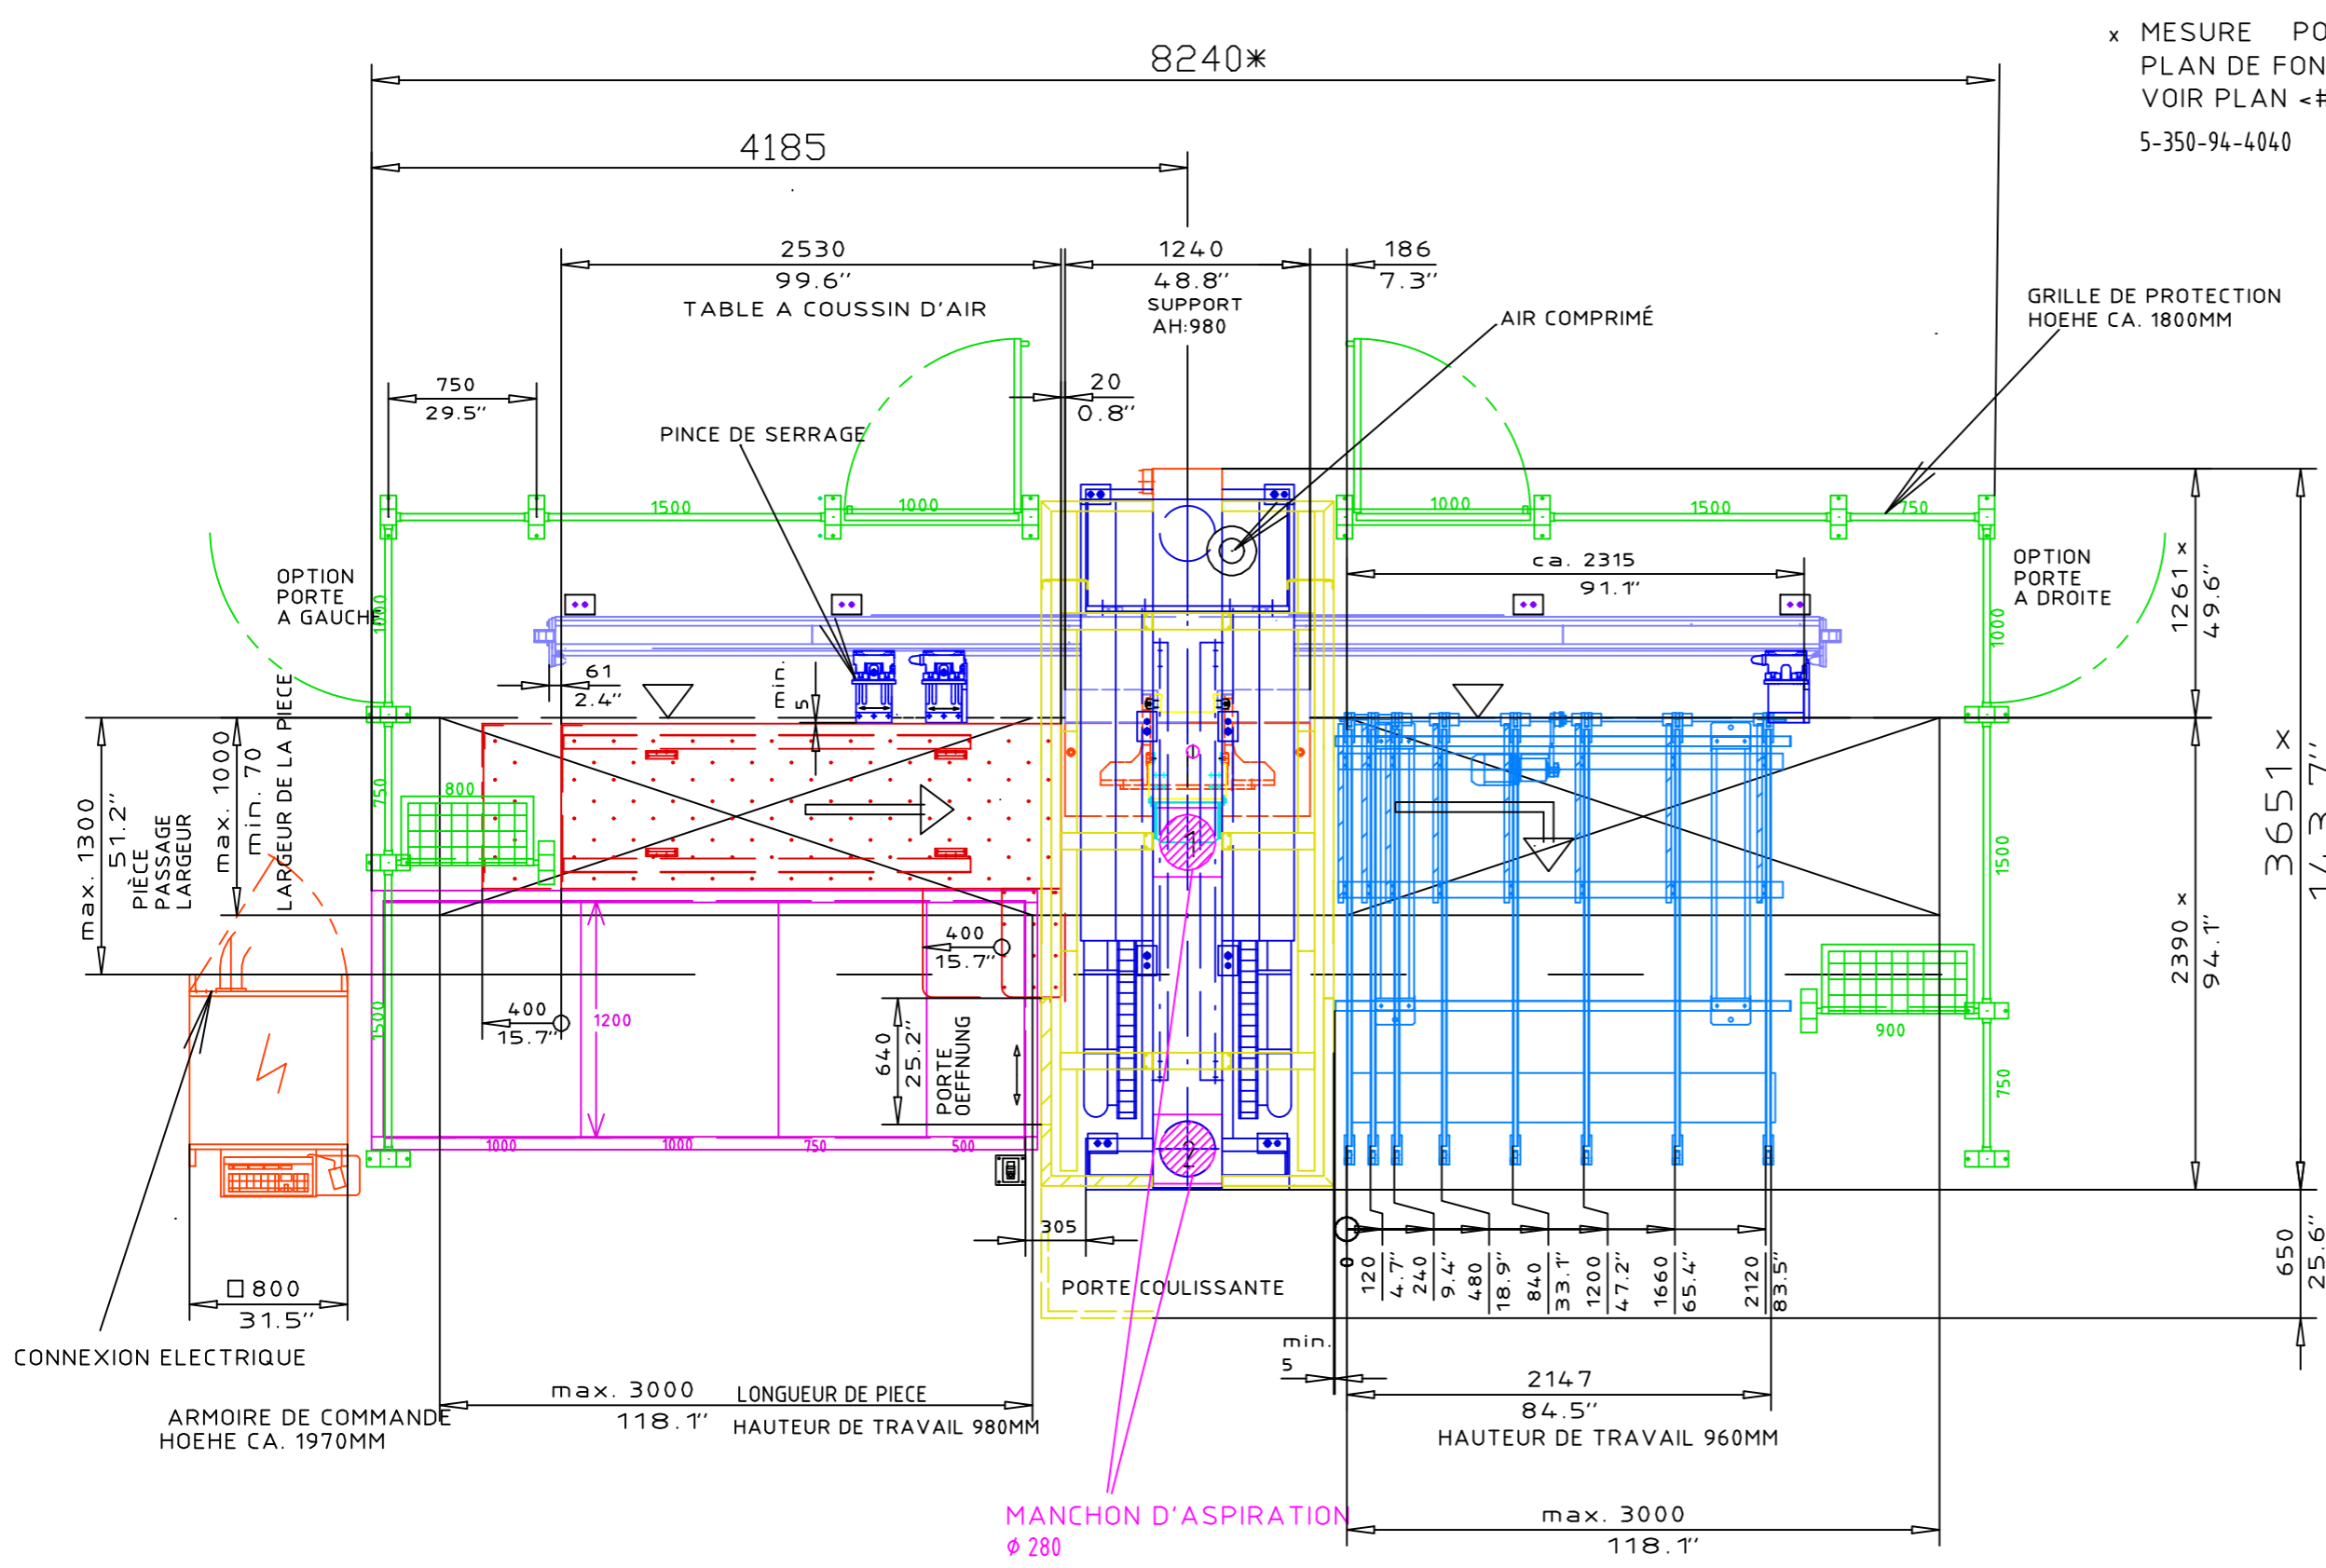 x MESURE PO
PLAN DE FON
VOIR PLAN <#
5-350-94-4040
8240*
4185
2530
99.6"
TABLE A COUSSIN D'AIR
1240
48.8"
SUPPORT
AH:980
186
7.3"
AIR COMPRIMÉ
GRILLE DE PROTECTION
HOEHE CA. 1800MM
750
29.5"
20
0.8"
PINCE DE SERRAGE
1500
1000
1000
1500
750
OPTION
PORTE
A GAUCHE
1000
ca. 2315
91.1"
OPTION
PORTE
A DROITE
1000
1261 x
49.6"
61
2.4"
min.
5
max. 1300
51.2"
PIÈCE
PASSAGE
LARGEUR
max. 1000
min. 70
LARGEUR DE LA PIECE
750
800
1
3651 x
143.7"
1500
2390 x
94.1"
400
15.7"
400
15.7"
1200
1500
640
25.2"
PORTE
OEFFNUNG
900
750
1000
1000
750
500
2
305
PORTE COULISSANTE
0
120
4.7"
240
9.4"
480
18.9"
840
33.1"
1200
47.2"
1660
65.4"
2120
83.5"
650
25.6"
□ 800
31.5"
CONNEXION ELECTRIQUE
min.
5
max. 3000
118.1"
LONGUEUR DE PIECE
HAUTEUR DE TRAVAIL 980MM
2147
84.5"
HAUTEUR DE TRAVAIL 960MM
ARMOIRE DE COMMANDE
HOEHE CA. 1970MM
MANCHON D'ASPIRATION
ø 280
max. 3000
118.1"